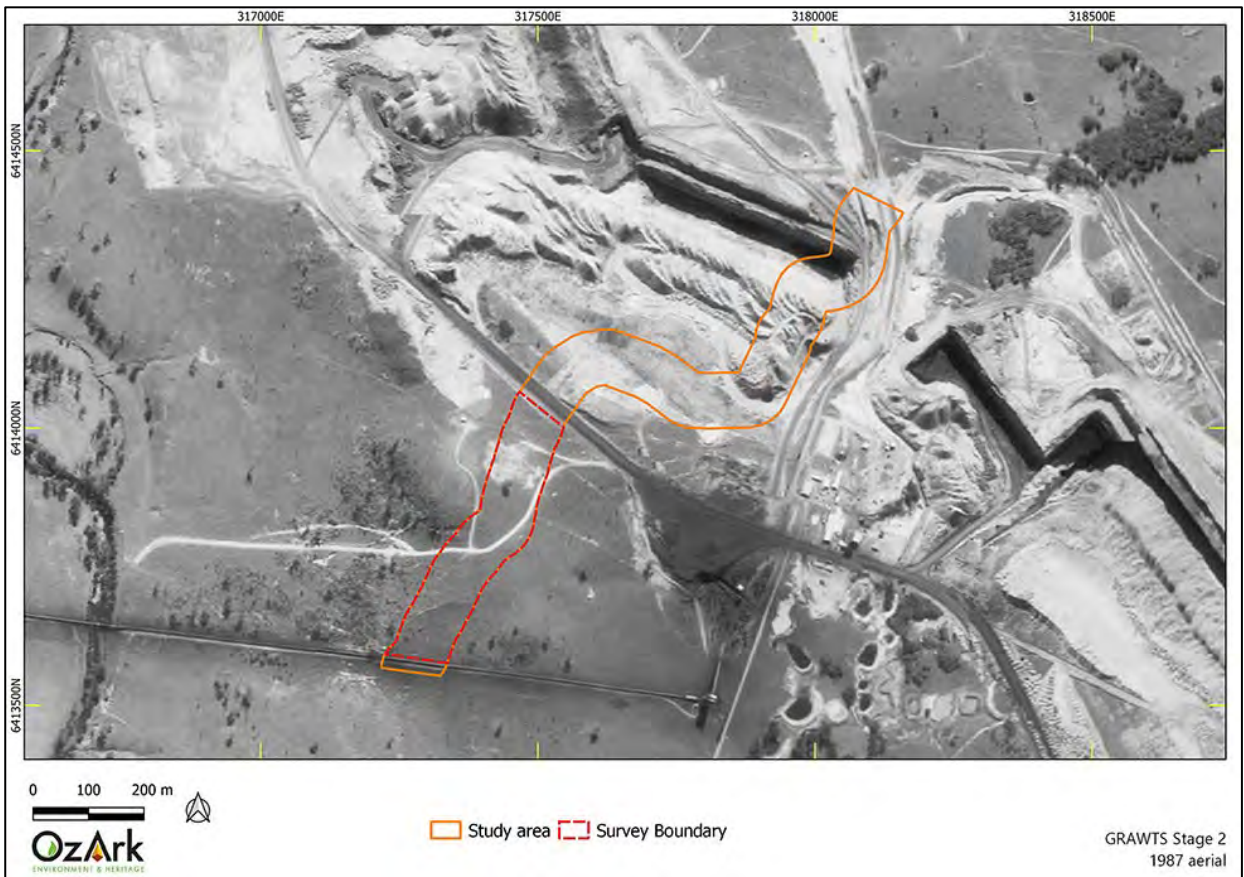 317000E
317500E
318000E
318500E
6414500N
6414000N
6413500N
0 100 200 m
OzArk
ENVIRONMENT & HERITAGE
Study area
Survey Boundary
GRAWTS Stage 2
1987 aerial